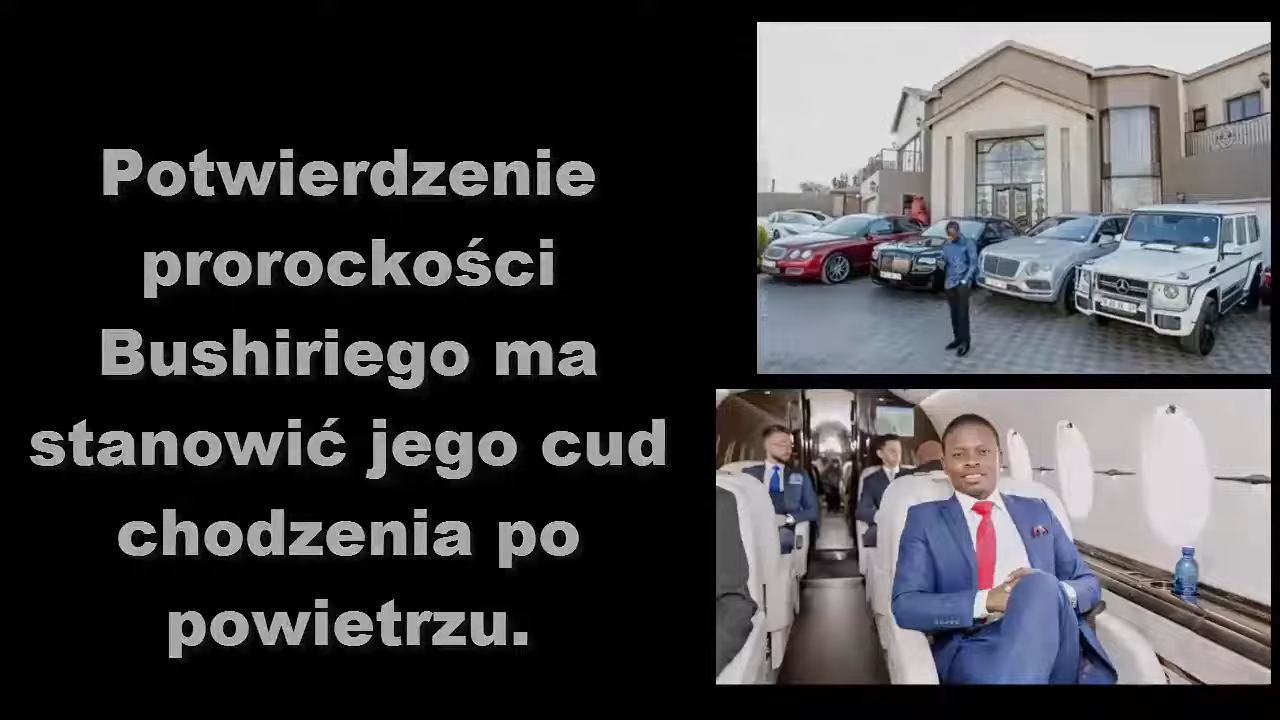 Potwierdzenie
prorockości
Bushiriego ma
stanowić jego cud
chodzenia po
powietrzu.